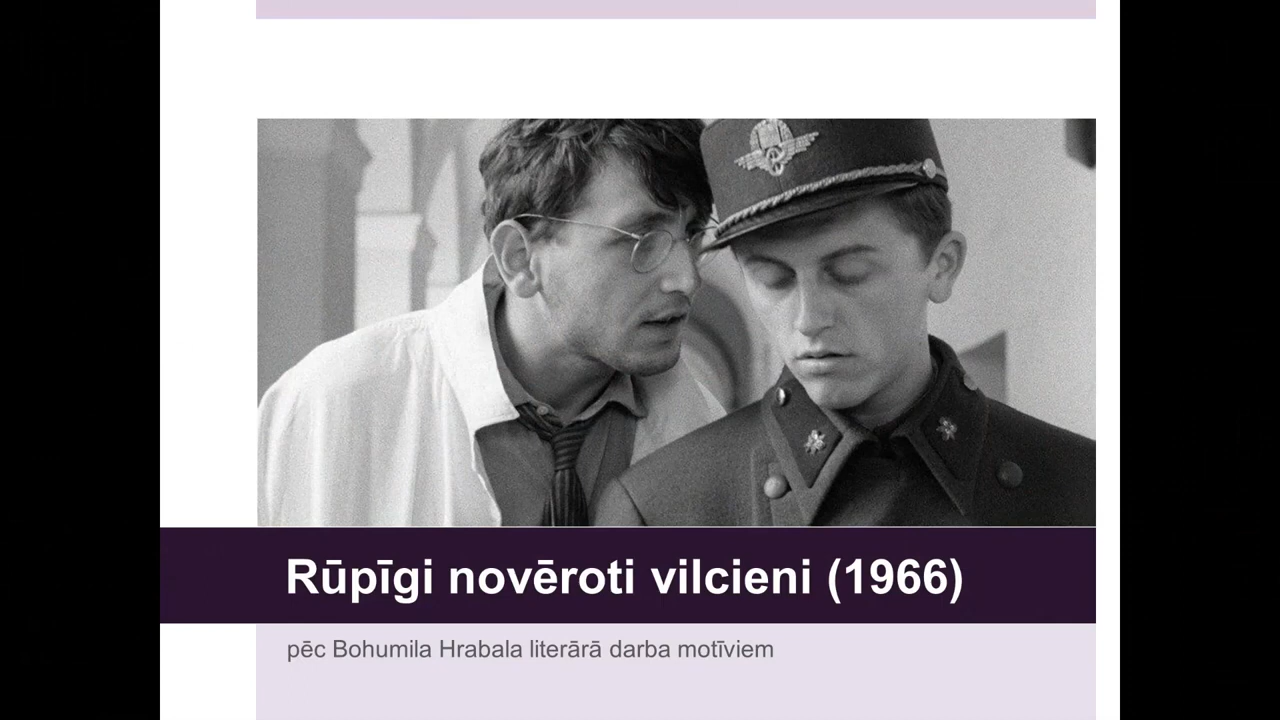 Rūpīgi novēroti vilcieni (1966)
pēc Bohumila Hrabala literārā darba motīviem